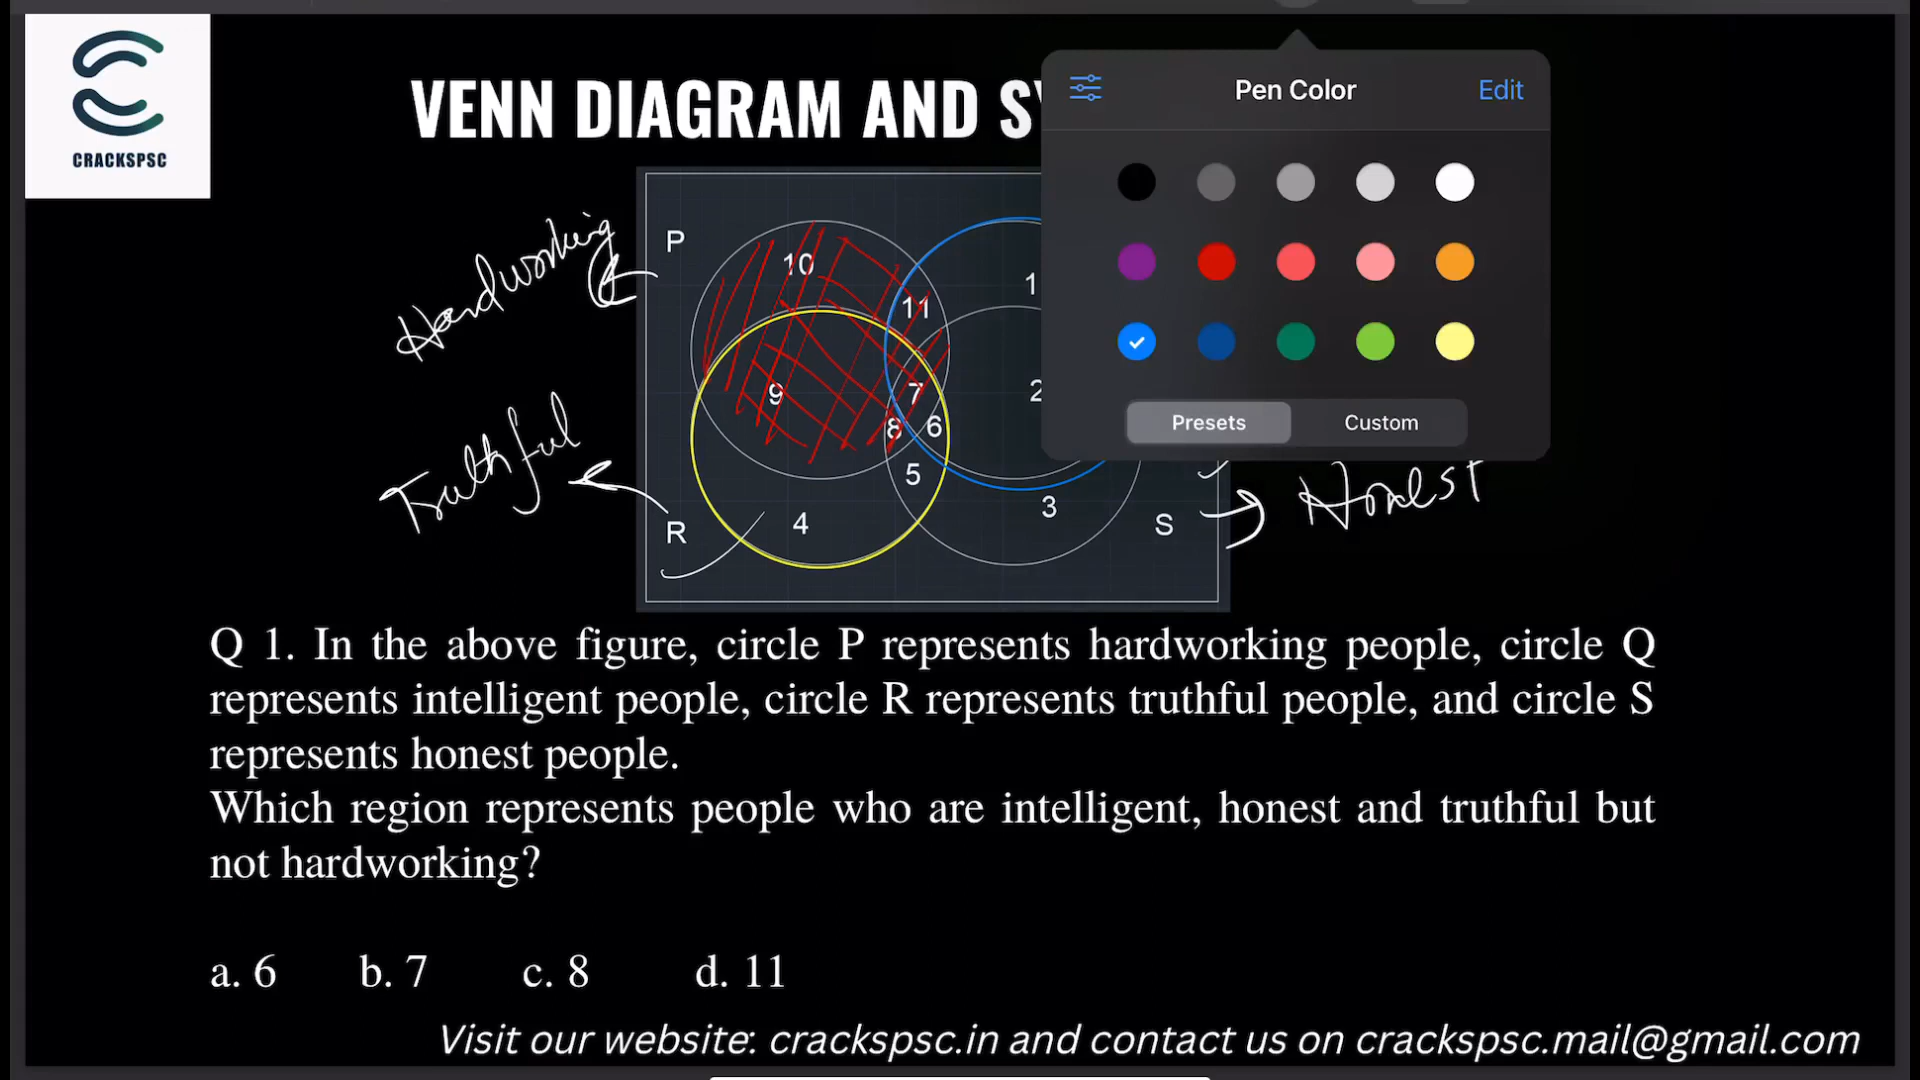 CRACKSPSC
VENN DIAGRAM AND
Pen Color
Edit
Presets
Custom
Hardworking
Truthful
Honest
P
10
11
1
9
7
2
8
6
5
4
3
R
S
Q 1. In the above figure, circle P represents hardworking people, circle Q
represents intelligent people, circle R represents truthful people, and circle S
represents honest people.
Which region represents people who are intelligent, honest and truthful but
not hardworking?
a. 6 b. 7 c. 8 d. 11
Visit our website: crackspsc.in and contact us on crackspsc.mail@gmail.com